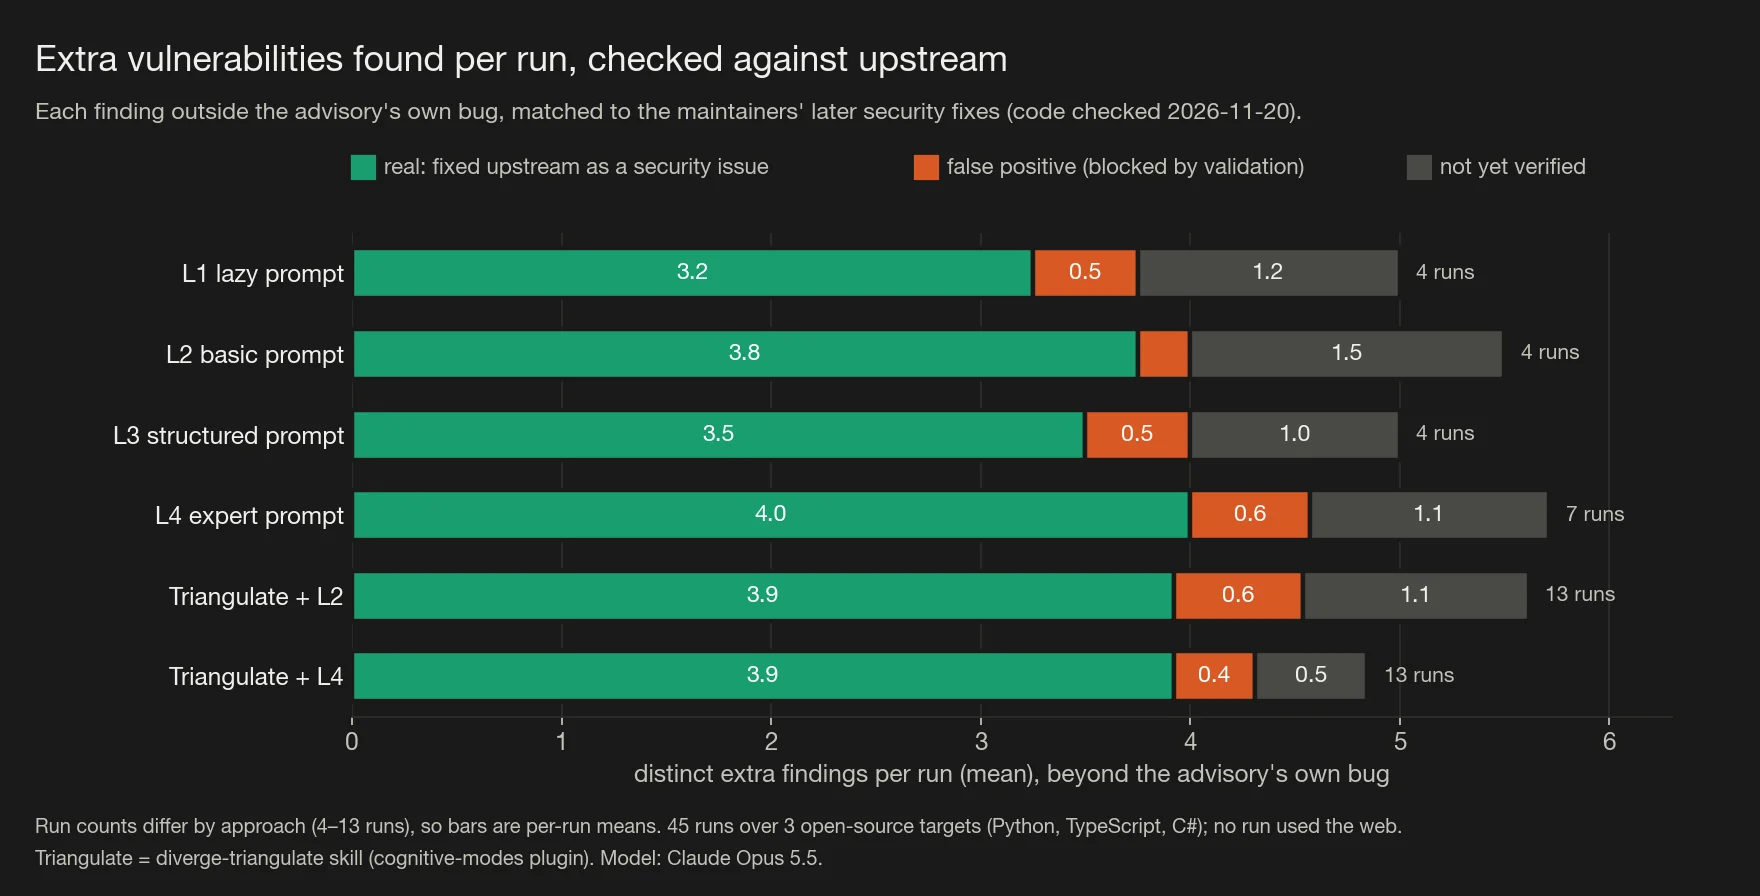 Extra vulnerabilities found per run, checked against upstream
Each finding outside the advisory's own bug, matched to the maintainers' later security fixes (code checked 2026-11-20).
real: fixed upstream as a security issue false positive (blocked by validation) not yet verified
L1 lazy prompt 3.2 0.5 1.2 4 runs
L2 basic prompt 3.8 1.5 4 runs
L3 structured prompt 3.5 0.5 1.0 4 runs
L4 expert prompt 4.0 0.6 1.1 7 runs
Triangulate + L2 3.9 0.6 1.1 13 runs
Triangulate + L4 3.9 0.4 0.5 13 runs
0 1 2 3 4 5 6
distinct extra findings per run (mean), beyond the advisory's own bug
Run counts differ by approach (4–13 runs), so bars are per-run means. 45 runs over 3 open-source targets (Python, TypeScript, C#); no run used the web.
Triangulate = diverge-triangulate skill (cognitive-modes plugin). Model: Claude Opus 5.5.